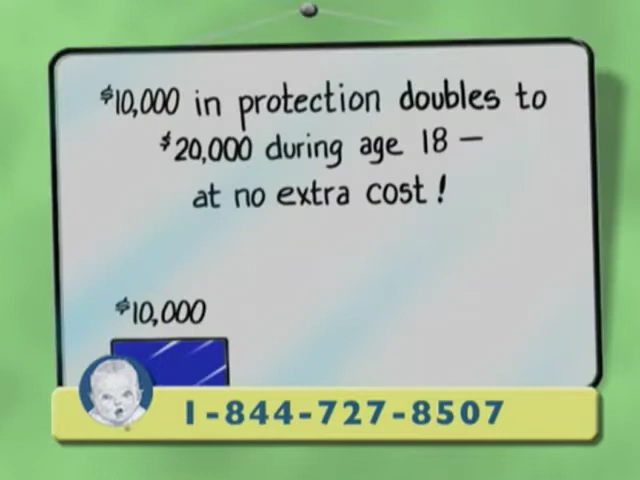 $10,000 in protection doubles to
$20,000 during age 18 –
at no extra cost!
$10,000
1-844-727-8507